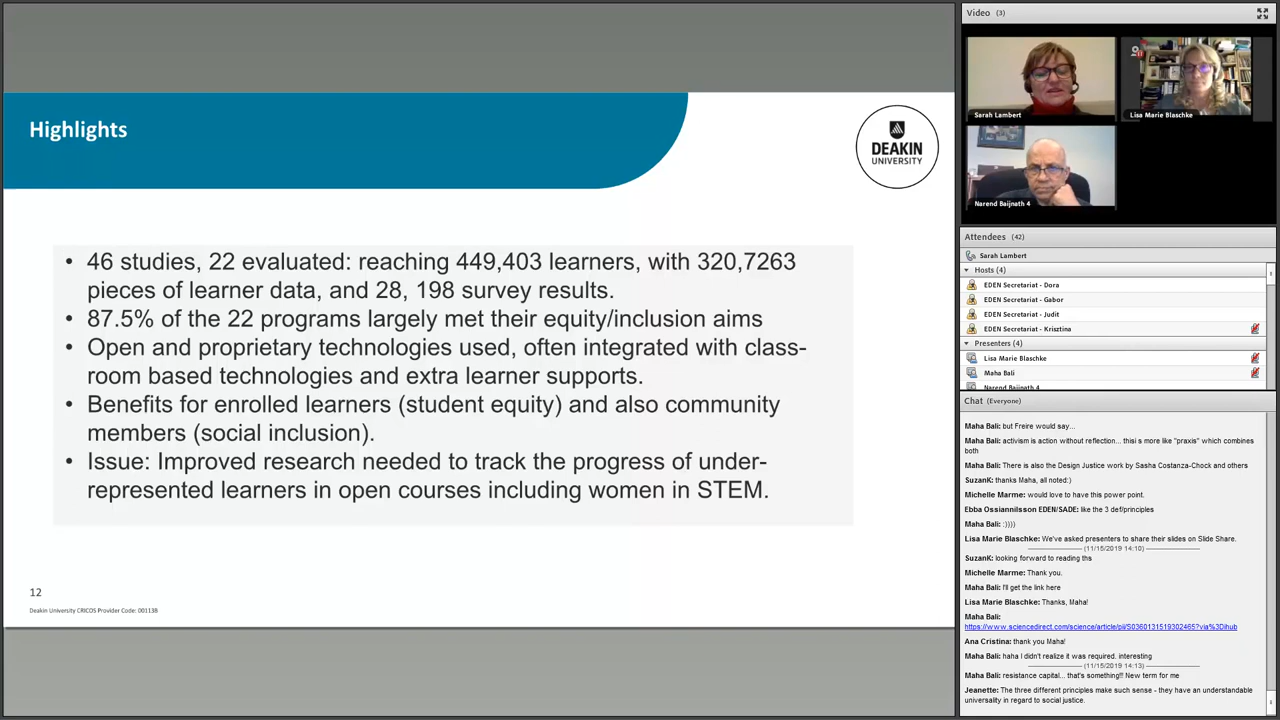 Highlights
DEAKIN
UNIVERSITY
• 46 studies, 22 evaluated: reaching 449,403 learners, with 320,7263
pieces of learner data, and 28, 198 survey results.
• 87.5% of the 22 programs largely met their equity/inclusion aims
• Open and proprietary technologies used, often integrated with class-
room based technologies and extra learner supports.
• Benefits for enrolled learners (student equity) and also community
members (social inclusion).
• Issue: Improved research needed to track the progress of under-
represented learners in open courses including women in STEM.
12
Deakin University CRICOS Provider Code: 00113B
Video (3)
Sarah Lambert
Lisa Marie Blaschke
Narend Baijnath 4
Attendees (42)
Sarah Lambert
Hosts (4)
EDEN Secretariat - Dora
EDEN Secretariat - Gabor
EDEN Secretariat - Judit
EDEN Secretariat - Krisztina
Presenters (4)
Lisa Marie Blaschke
Maha Bali
Narend Baijnath 4
Chat (Everyone)
Maha Bali: but Freire would say...
Maha Bali: activism is action without reflection... thisi s more like "praxis" which combines
both
Maha Bali: There is also the Design Justice work by Sasha Costanza-Chock and others
SuzanK: thanks Maha, all noted:)
Michelle Marme: would love to have this power point.
Ebba Ossiannilsson EDEN/SADE: like the 3 def/principles
Maha Bali: :))))
Lisa Marie Blaschke: We've asked presenters to share their slides on Slide Share.
(11/15/2019 14:10)
SuzanK: looking forward to reading ths
Michelle Marme: Thank you.
Maha Bali: I'll get the link here
Lisa Marie Blaschke: Thanks, Maha!
Maha Bali:
https://www.sciencedirect.com/science/article/pii/S0360131519302465?via%3Dihub
Ana Cristina: thank you Maha!
Maha Bali: haha I didn't realize it was required. interesting
(11/15/2019 14:13)
Maha Bali: resistance capital... that's something!! New term for me
Jeanette: The three different principles make such sense - they have an understandable
universality in regard to social justice.